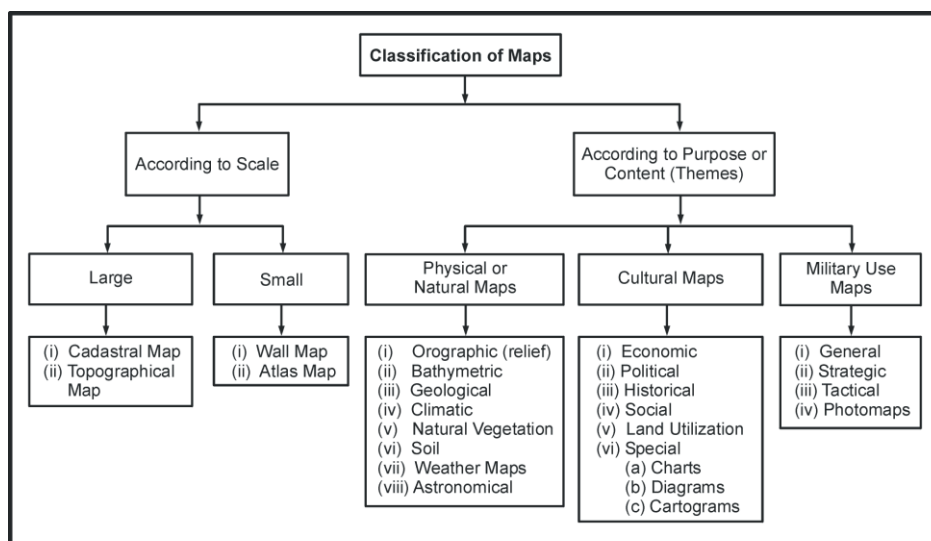 Classification of Maps
According to Scale
According to Purpose or
Content (Themes)
Large
Small
Physical or
Natural Maps
Cultural Maps
Military Use
Maps
(i) Cadastral Map
(ii) Topographical
Map
(i) Wall Map
(ii) Atlas Map
(i) Orographic (relief)
(ii) Bathymetric
(iii) Geological
(iv) Climatic
(v) Natural Vegetation
(vi) Soil
(vii) Weather Maps
(viii) Astronomical
(i) Economic
(ii) Political
(iii) Historical
(iv) Social
(v) Land Utilization
(vi) Special
(a) Charts
(b) Diagrams
(c) Cartograms
(i) General
(ii) Strategic
(iii) Tactical
(iv) Photomaps